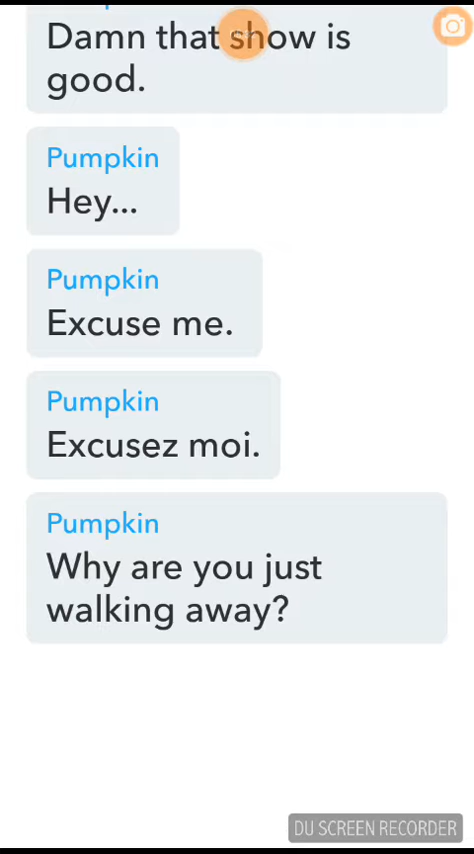 Damn that show is
good.
Pumpkin
Hey...
Pumpkin
Excuse me.
Pumpkin
Excusez moi.
Pumpkin
Why are you just
walking away?
DU SCREEN RECORDER